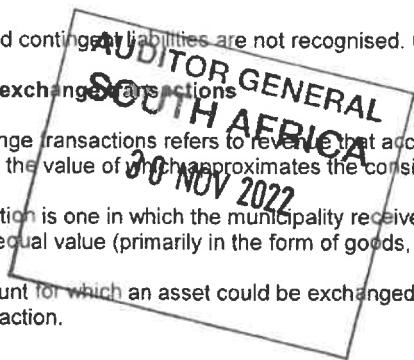 d contingent liabilities are not recognised.
exchange transactions
nge transactions refers to revenue that acc
the value of which approximates the consi
tion is one in which the municipality receive
equal value (primarily in the form of goods,
unt for which an asset could be exchanged
action.
AUDITOR GENERAL
SOUTH AFRICA
30 NOV 2022